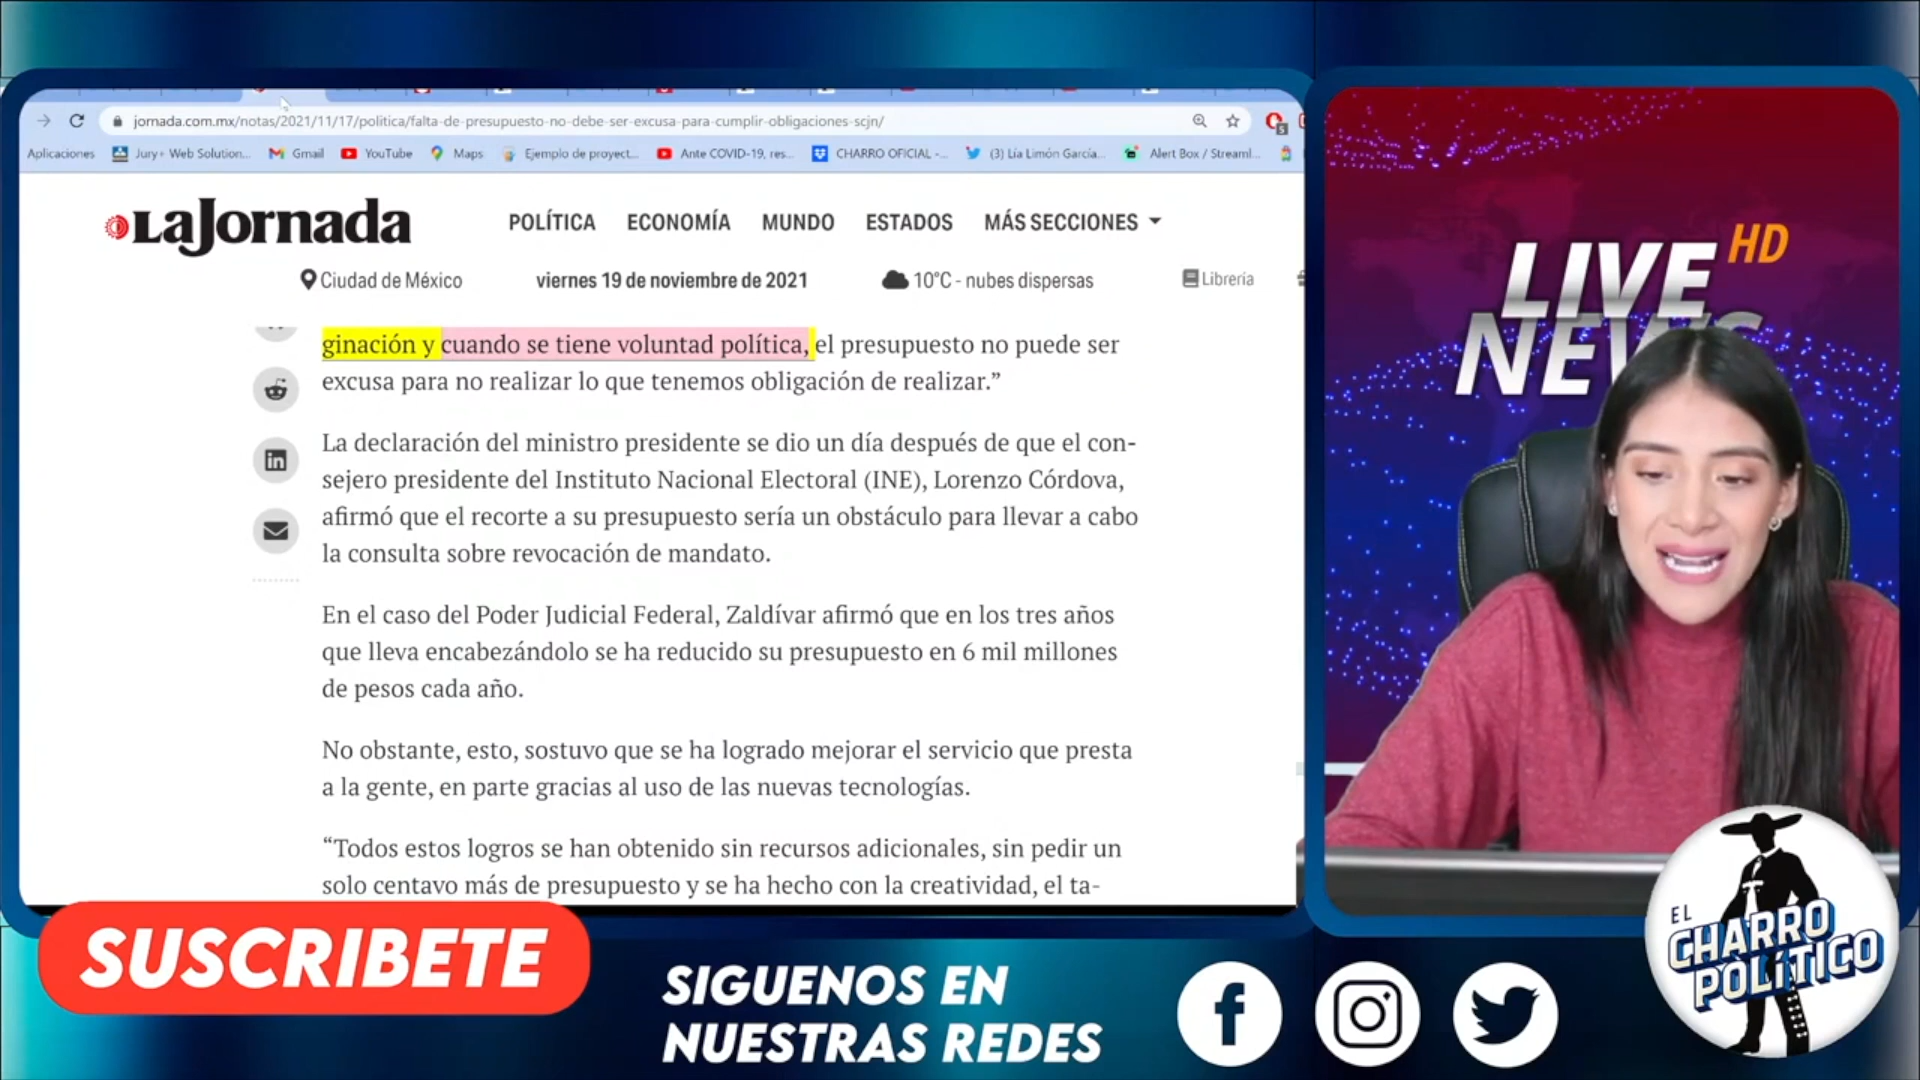 jornada.com.mx/notas/2021/11/17/politica/falta-de-presupuesto-no-debe-ser-excusa-para-cumplir-obligaciones-scjn/
Aplicaciones Jury+ Web Solution... Gmail YouTube Maps Ejemplo de proyect... Ante COVID-19, res... CHARRO OFICIAL -... (3) Lía Limón García... Alert Box / Streaml...
LaJornada
POLÍTICA ECONOMÍA MUNDO ESTADOS MÁS SECCIONES
Ciudad de México viernes 19 de noviembre de 2021 10°C - nubes dispersas Librería
ginación y cuando se tiene voluntad política, el presupuesto no puede ser
excusa para no realizar lo que tenemos obligación de realizar.”
La declaración del ministro presidente se dio un día después de que el con-
sejero presidente del Instituto Nacional Electoral (INE), Lorenzo Córdova,
afirmó que el recorte a su presupuesto sería un obstáculo para llevar a cabo
la consulta sobre revocación de mandato.
En el caso del Poder Judicial Federal, Zaldívar afirmó que en los tres años
que lleva encabezándolo se ha reducido su presupuesto en 6 mil millones
de pesos cada año.
No obstante, esto, sostuvo que se ha logrado mejorar el servicio que presta
a la gente, en parte gracias al uso de las nuevas tecnologías.
“Todos estos logros se han obtenido sin recursos adicionales, sin pedir un
solo centavo más de presupuesto y se ha hecho con la creatividad, el ta-
LIVE HD
NEWS
SUSCRIBETE
SIGUENOS EN
NUESTRAS REDES
EL
CHARRO
POLíTICO